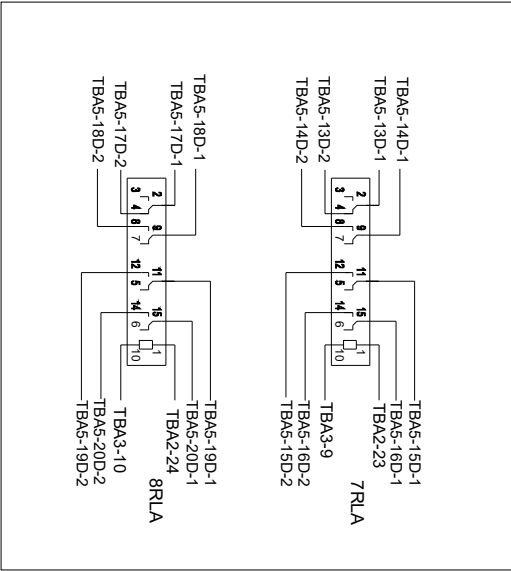 TBA5-18D-1
TBA5-17D-1
TBA5-17D-2
TBA5-18D-2
2
3
4
9
8
7
11
12
5
15
14
6
1
10
TBA5-19D-1
TBA5-20D-1
TBA2-24
TBA3-10
TBA5-20D-2
TBA5-19D-2
8RLA
TBA5-14D-1
TBA5-13D-1
TBA5-13D-2
TBA5-14D-2
2
3
4
9
8
7
11
12
5
15
14
6
1
10
TBA5-15D-1
TBA5-16D-1
TBA2-23
TBA3-9
TBA5-16D-2
TBA5-15D-2
7RLA